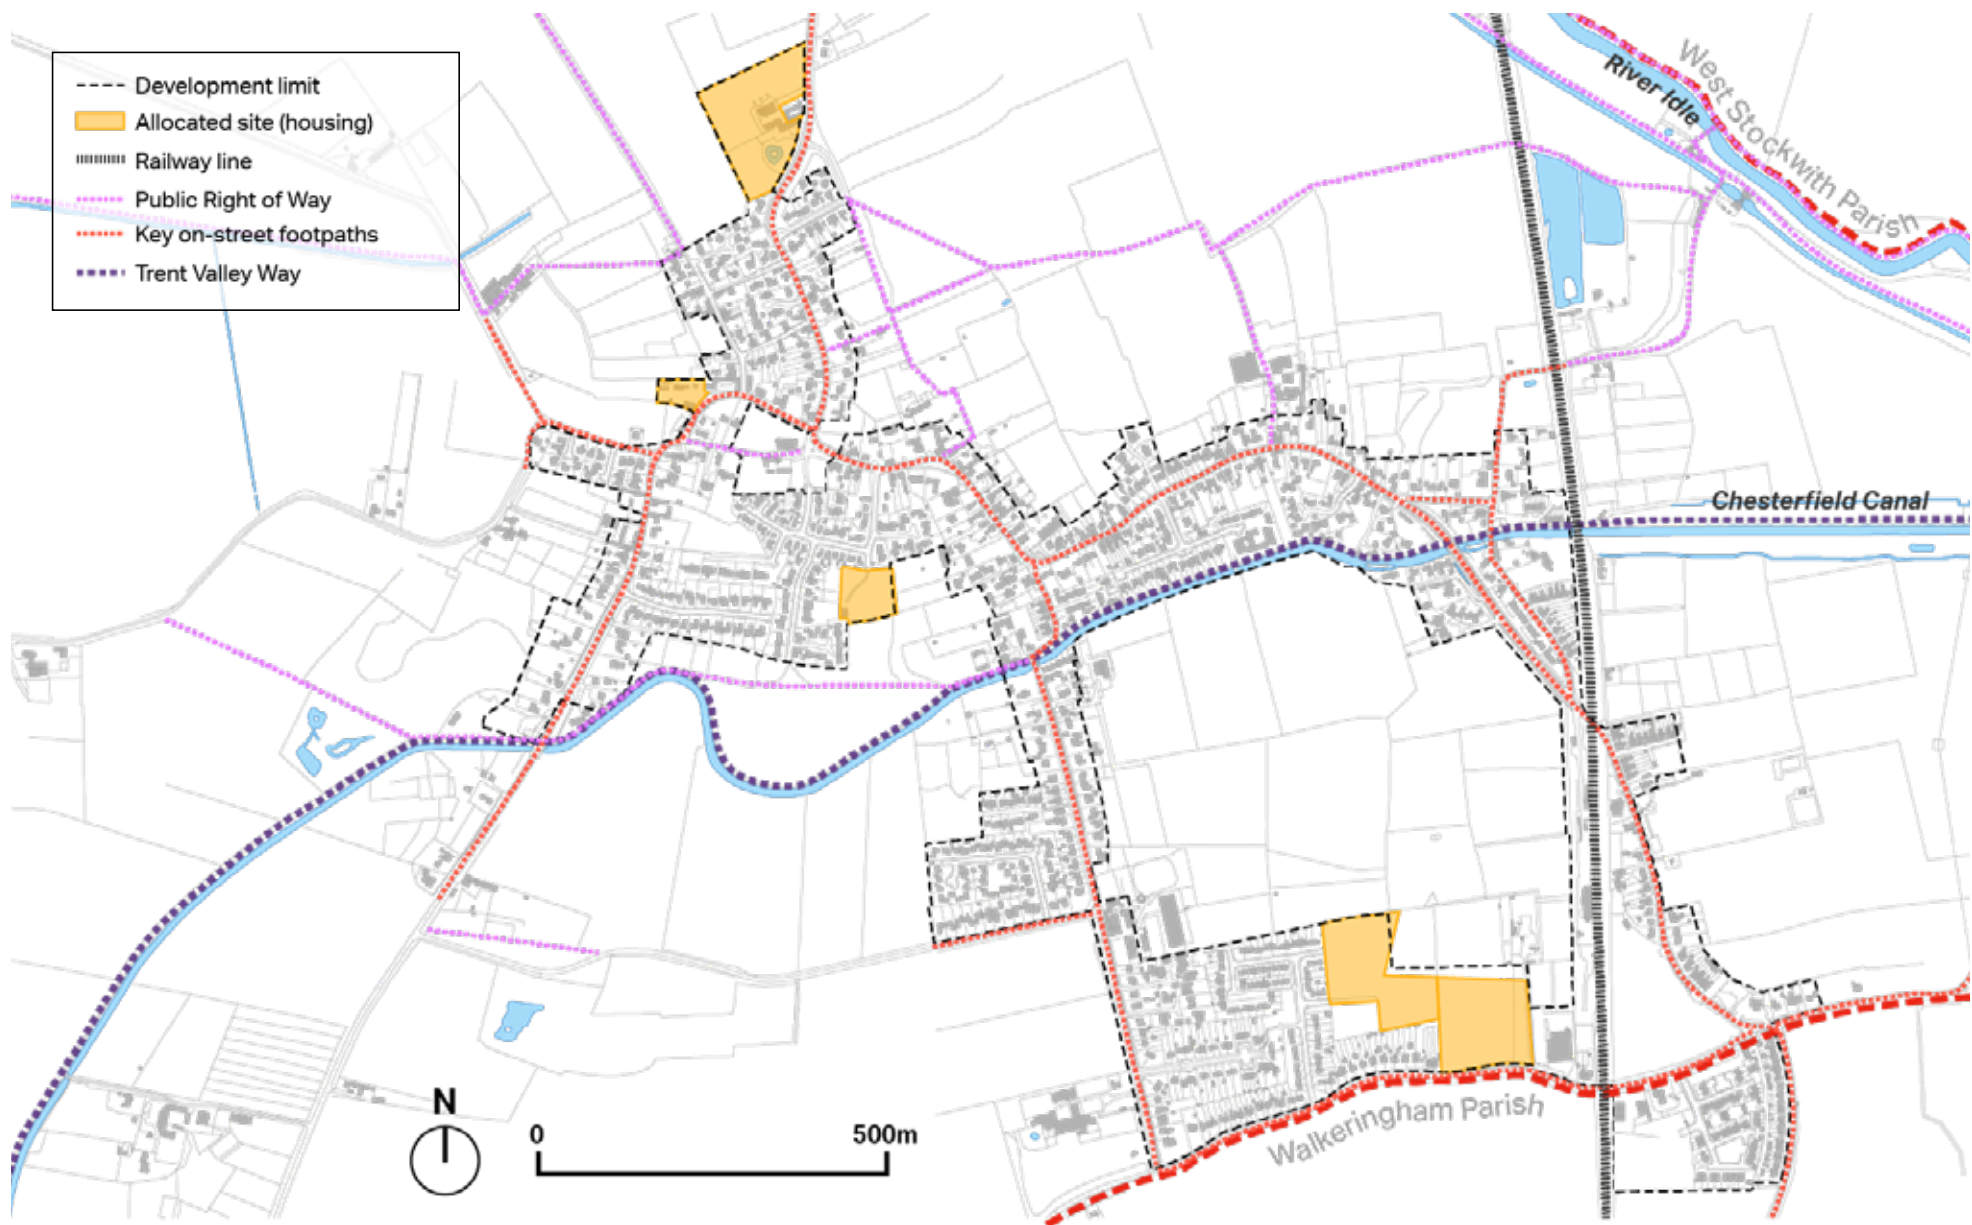 Development limit
Allocated site (housing)
Railway line
Public Right of Way
Key on-street footpaths
Trent Valley Way
River Idle
West Stockwith Parish
Chesterfield Canal
N
0 500m
Walkeringham Parish